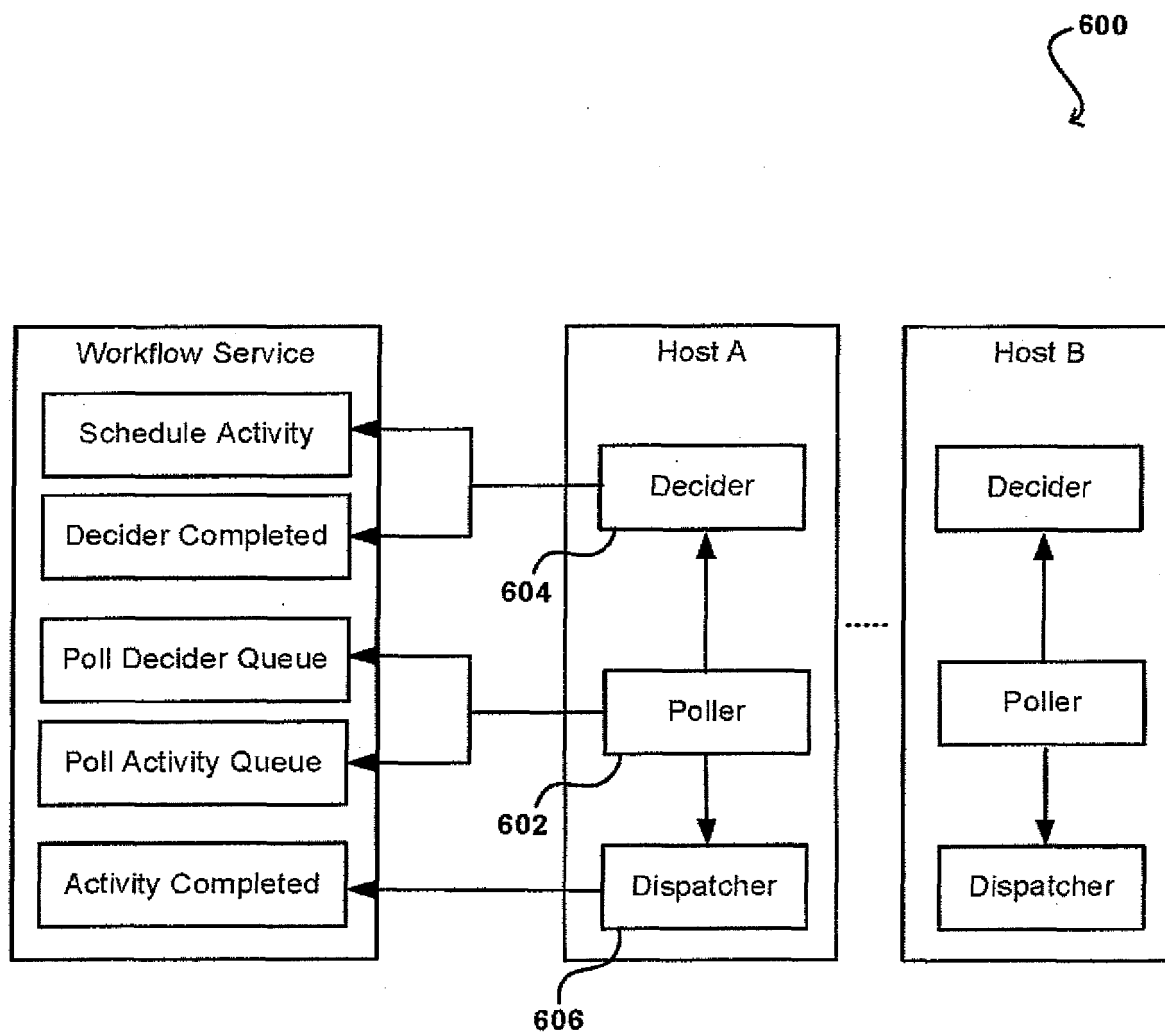 600
Workflow Service
Schedule Activity
Decider Completed
Poll Decider Queue
Poll Activity Queue
Activity Completed
Host A
Decider
604
Poller
602
Dispatcher
606
Host B
Decider
Poller
Dispatcher